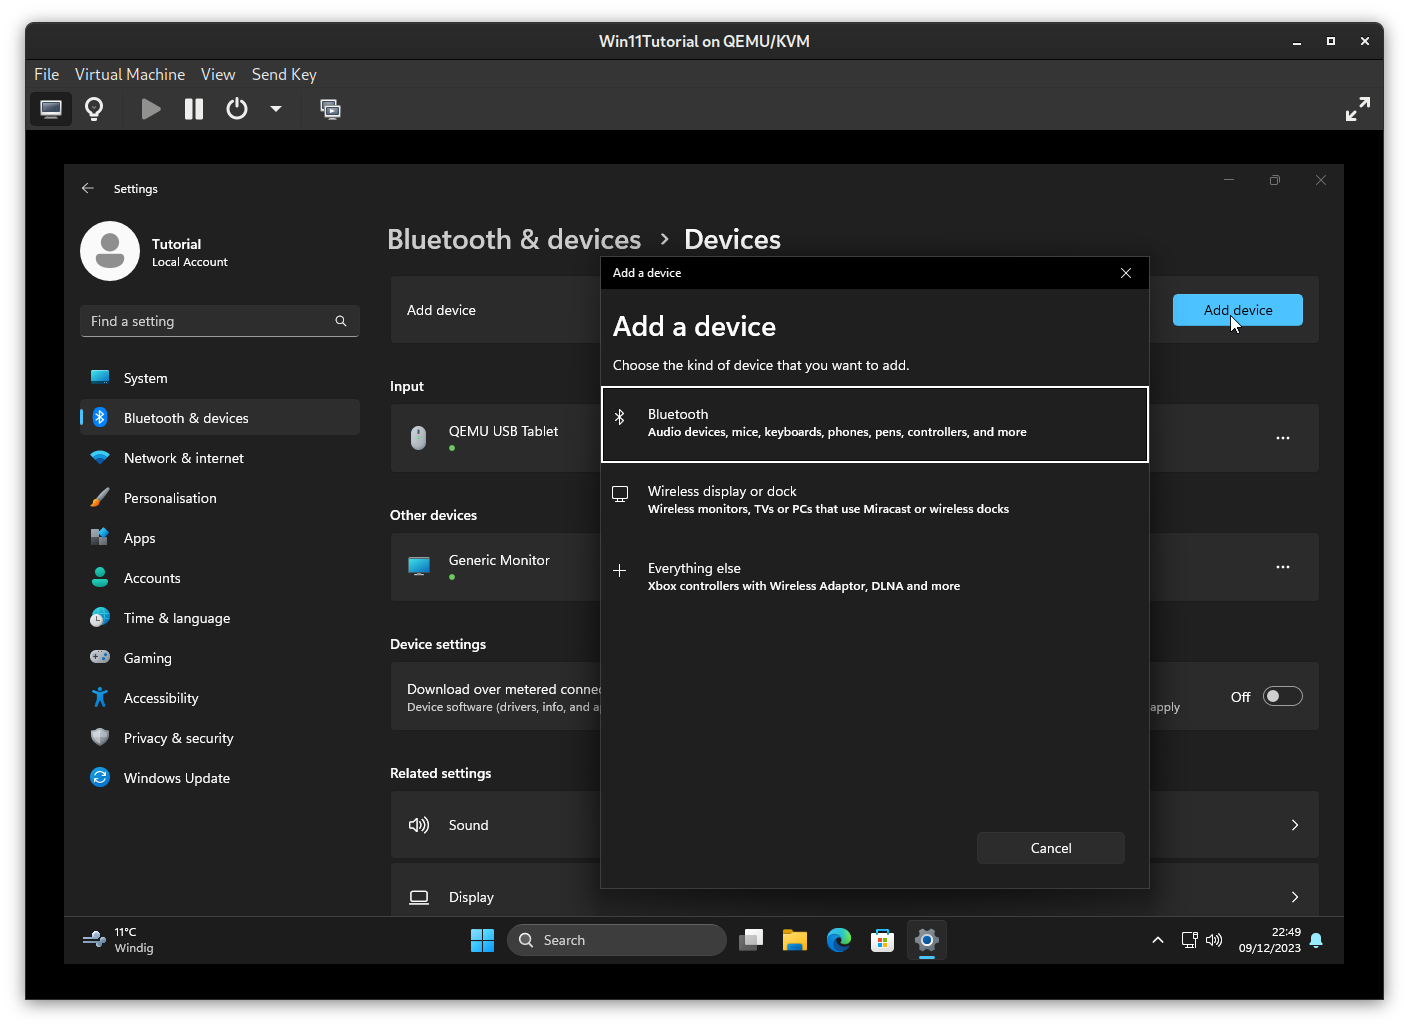 Win11Tutorial on QEMU/KVM
File Virtual Machine View Send Key
Settings
Tutorial
Local Account
Find a setting
System
Bluetooth & devices
Network & internet
Personalisation
Apps
Accounts
Time & language
Gaming
Accessibility
Privacy & security
Windows Update
Bluetooth & devices > Devices
Add device
Add device
Input
QEMU USB Tablet
Other devices
Generic Monitor
Device settings
Download over metered
Device software (drivers, info, and
apply
Off
Related settings
Sound
Display
Add a device
Add a device
Choose the kind of device that you want to add.
Bluetooth
Audio devices, mice, keyboards, phones, pens, controllers, and more
Wireless display or dock
Wireless monitors, TVs or PCs that use Miracast or wireless docks
Everything else
Xbox controllers with Wireless Adaptor, DLNA and more
Cancel
11°C
Windig
Search
22:49
09/12/2023